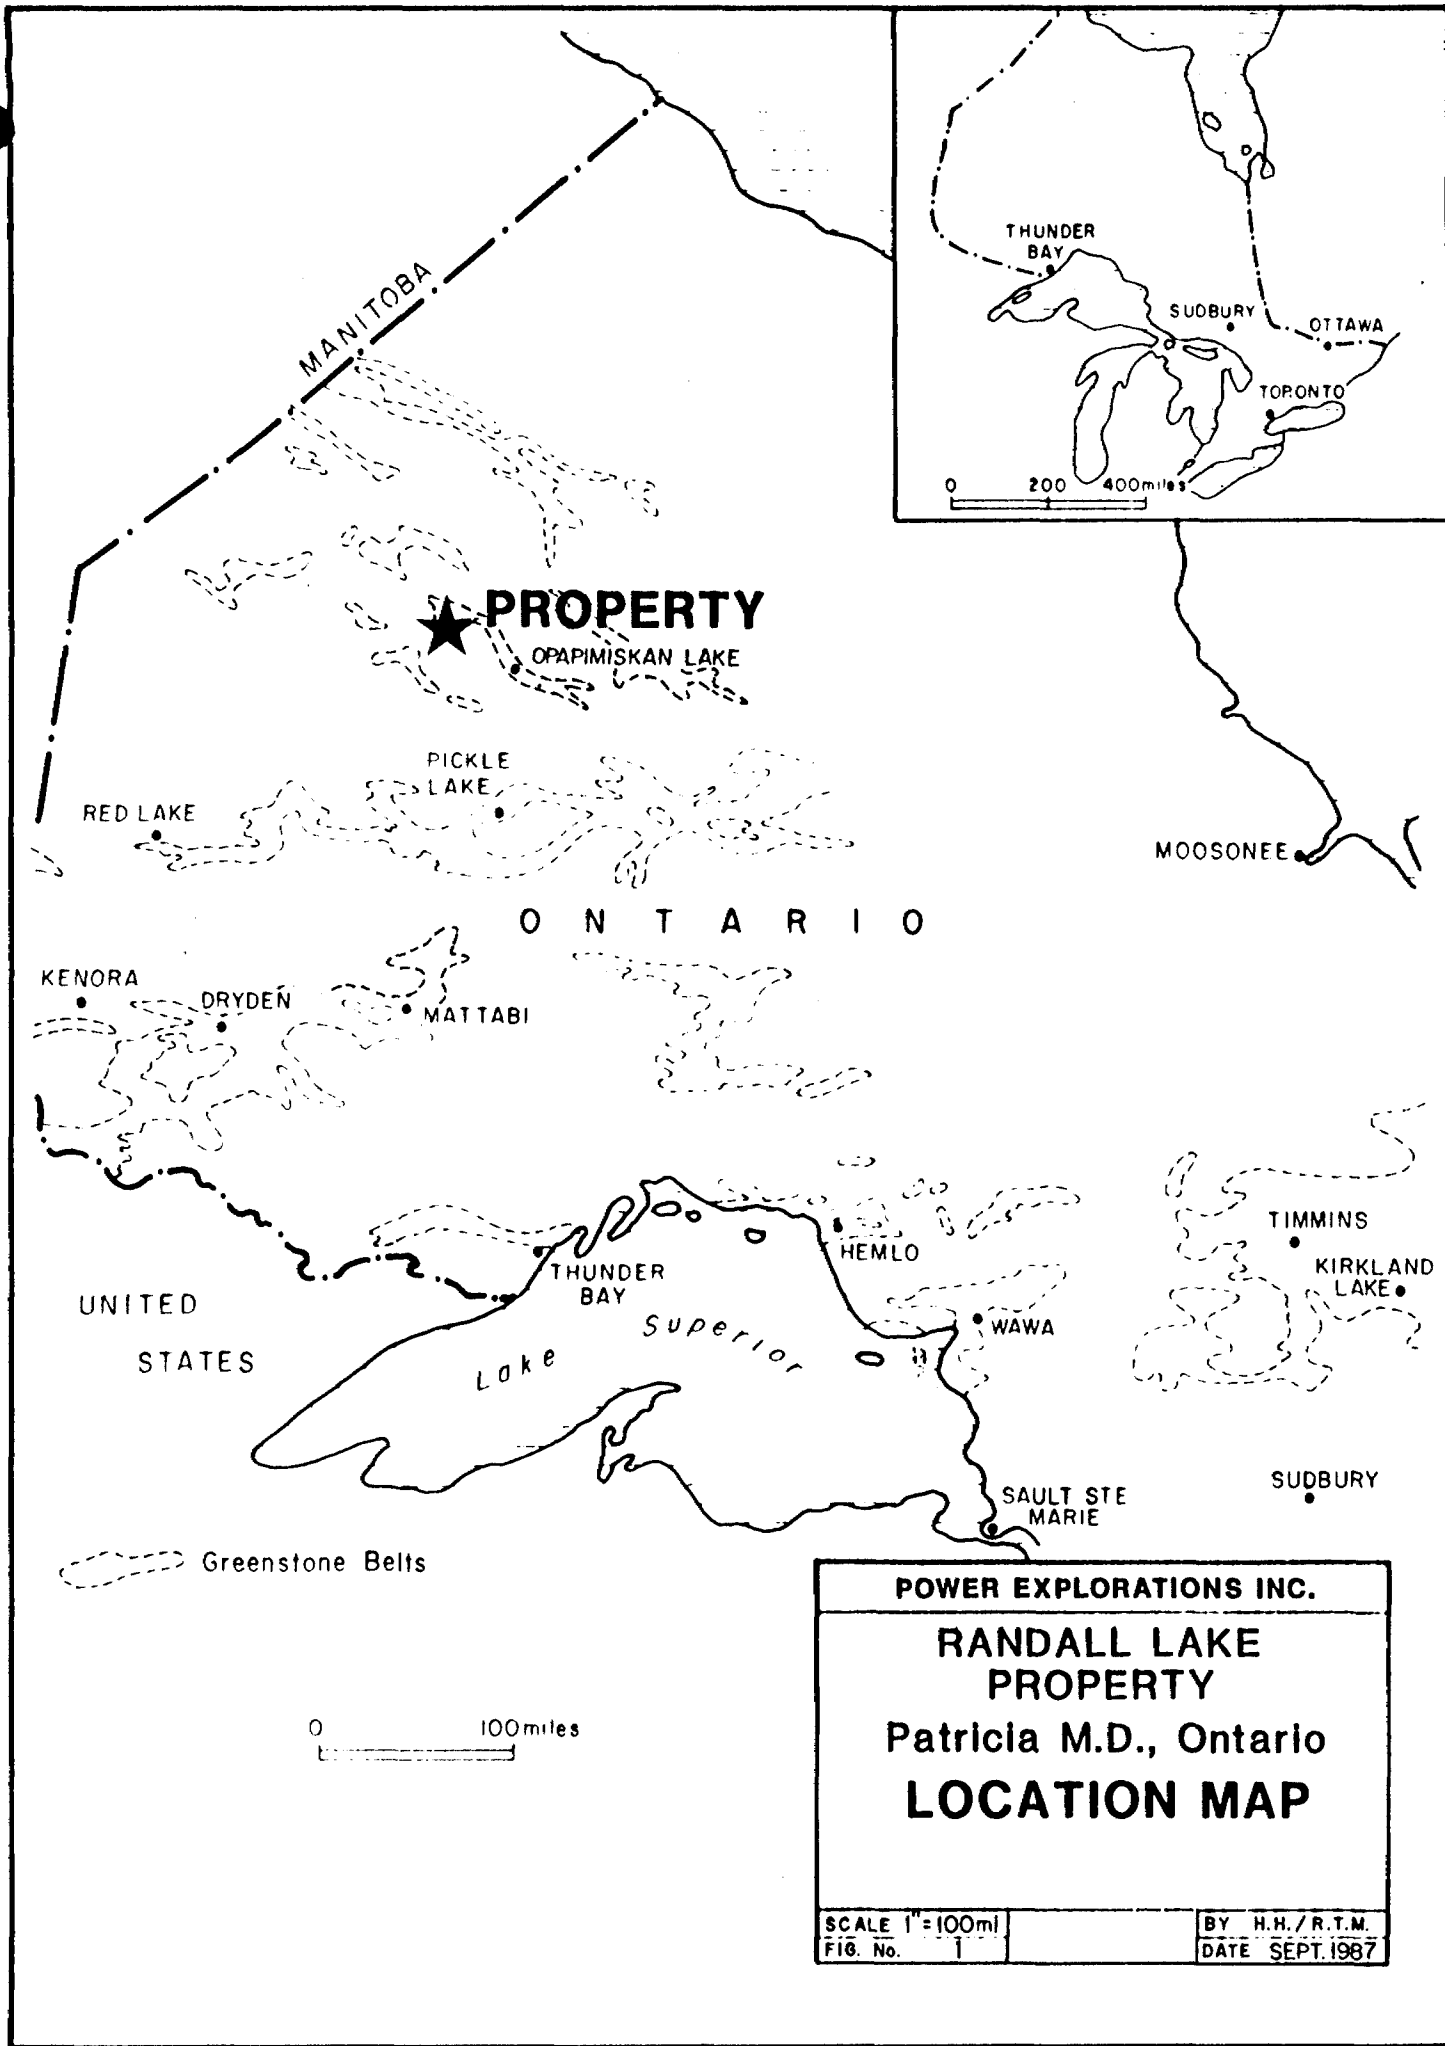 THUNDER
BAY
SUDBURY
OTTAWA
TORONTO
0 200 400miles
MANITOBA
PROPERTY
OPAPIMISKAN LAKE
PICKLE
LAKE
RED LAKE
MOOSONEE
ONTARIO
KENORA
DRYDEN
MATTABI
TIMMINS
HEMLO
KIRKLAND
LAKE
THUNDER
BAY
UNITED
STATES
WAWA
Lake Superior
SUDBURY
SAULT STE
MARIE
Greenstone Belts
0 100miles
POWER EXPLORATIONS INC.
RANDALL LAKE
PROPERTY
Patricia M.D., Ontario
LOCATION MAP
SCALE 1"=100mi
BY H.H./R.T.M.
FIG. No. 1
DATE SEPT.1987